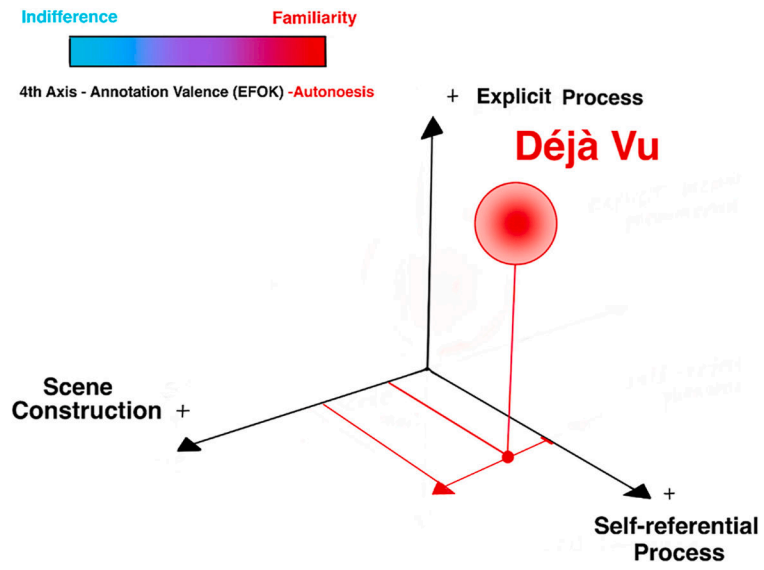 Indifference Familiarity
4th Axis - Annotation Valence (EFOK) -Autonoesis
+ Explicit Process
Déjà Vu
Scene
Construction +
+
Self-referential
Process